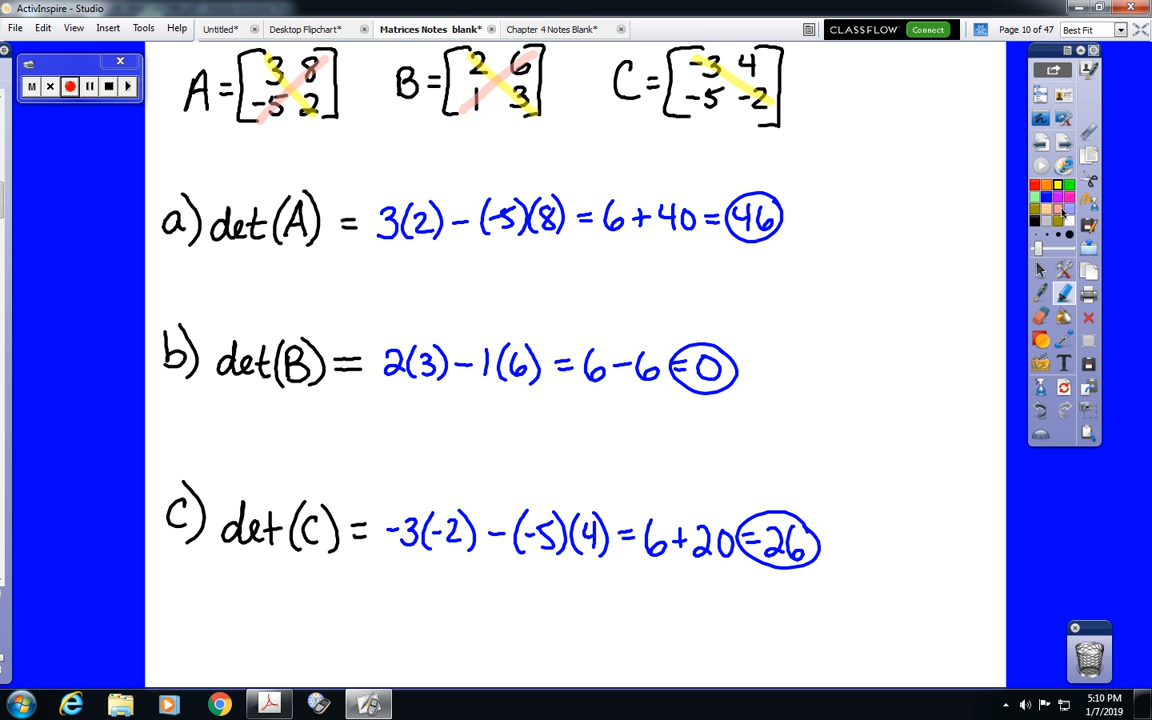 ActivInspire - Studio
File Edit View Insert Tools Help Untitled* Desktop Flipchart* Matrices Notes blank* Chapter 4 Notes Blank* CLASSFLOW Connect Page 10 of 47 Best Fit
M
A = [3 8
-5 2]
B = [2 6
1 3]
C = [-3 4
-5 -2]
a) det(A) = 3(2) - (-5)(8) = 6 + 40 = 46
b) det(B) = 2(3) - 1(6) = 6 - 6 = 0
c) det(C) = -3(-2) - (-5)(4) = 6 + 20 = 26
5:10 PM
1/7/2019